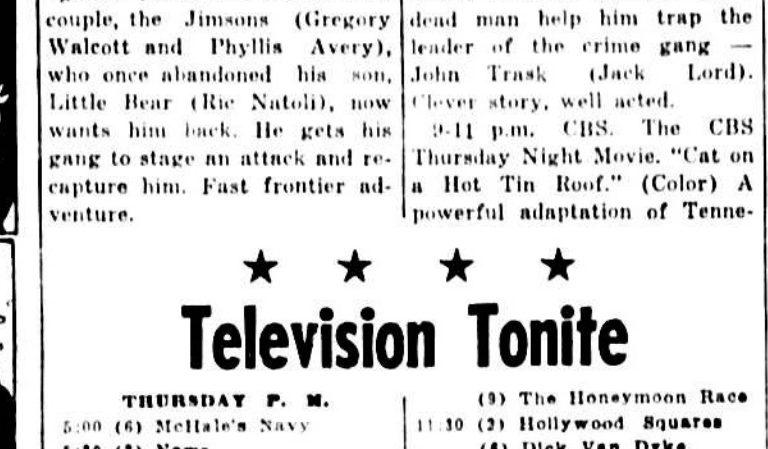 couple, the Jimsons (Gregory
Walcott and Phyllis Avery),
who once abandoned his son,
Little Bear (Ric Natoli), now
wants him back. He gets his
gang to stage an attack and re-
capture him. Fast frontier ad-
venture.
dead man help him trap the
leader of the crime gang —
John Trask (Jack Lord).
Clever story, well acted.
9-11 p.m. CBS. The CBS
Thursday Night Movie. "Cat on
a Hot Tin Roof." (Color) A
powerful adaptation of Tenne-
★ ★ ★ ★
Television Tonite
THURSDAY P. M.
5:00 (6) McHale's Navy
(9) The Honeymoon Race
11:30 (2) Hollywood Squares
(6) Dick Van Dyke